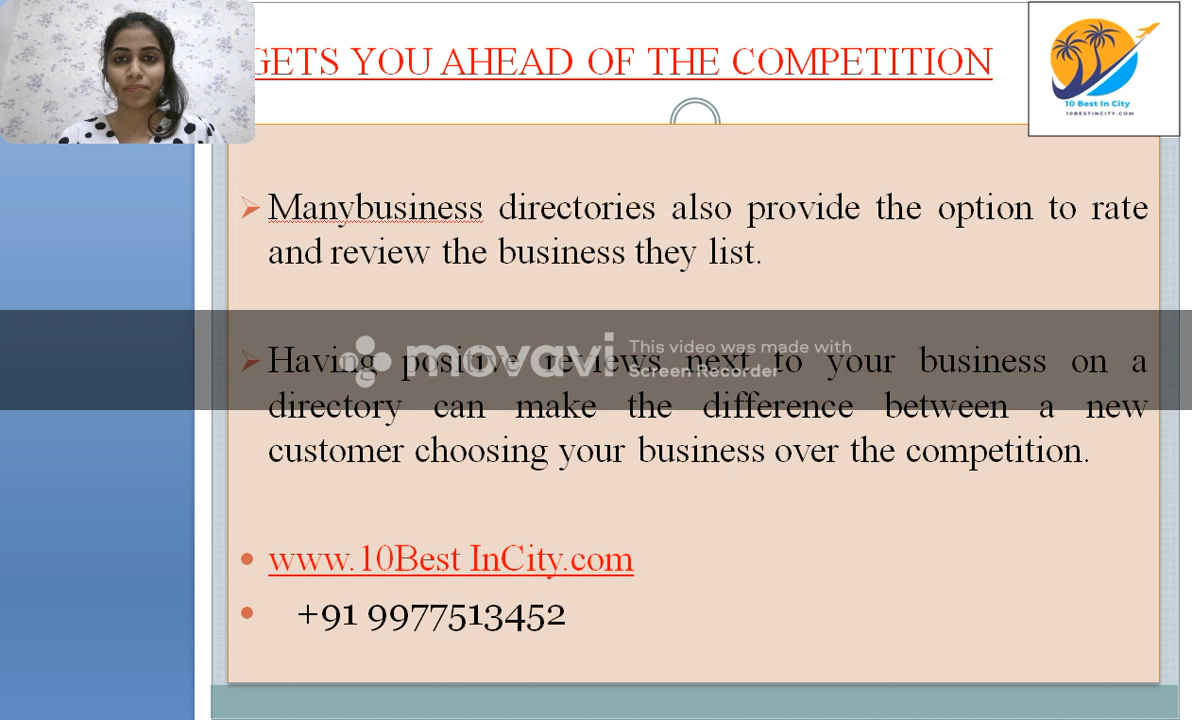 GETS YOU AHEAD OF THE COMPETITION
10 Best In City
10BESTINCITY.COM
Manybusiness directories also provide the option to rate
and review the business they list.
Having positive reviews next to your business on a
movavi
This video was made with
Screen Recorder
directory can make the difference between a new
customer choosing your business over the competition.
www.10Best InCity.com
+91 9977513452